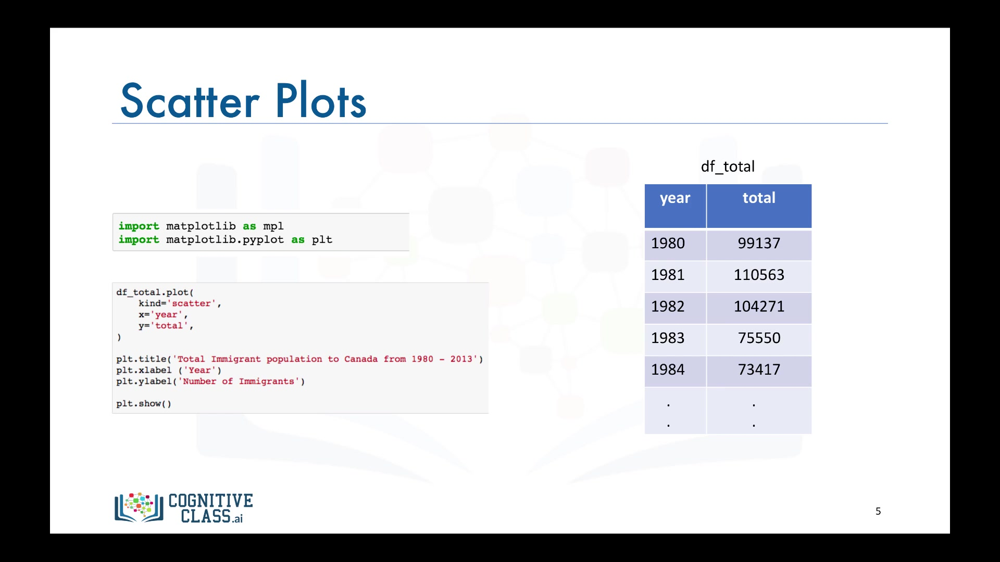 Scatter Plots
import matplotlib as mpl
import matplotlib.pyplot as plt
df_total.plot(
    kind='scatter',
    x='year',
    y='total',
)
plt.title('Total Immigrant population to Canada from 1980 - 2013')
plt.xlabel ('Year')
plt.ylabel('Number of Immigrants')
plt.show()
df_total
year total
1980 99137
1981 110563
1982 104271
1983 75550
1984 73417
. .
. .
COGNITIVE
CLASS.ai
5